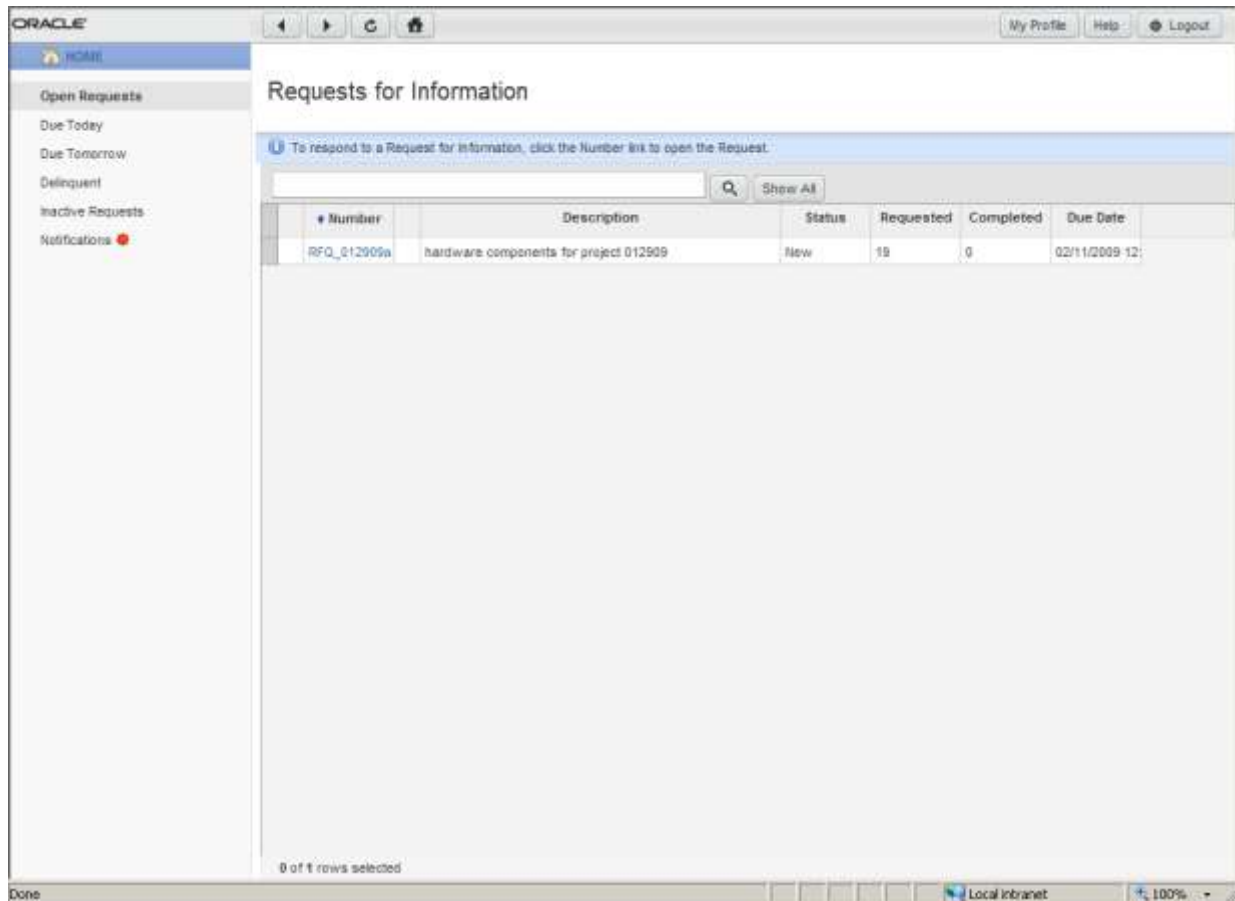 ORACLE
My Profile Help Logout
HOME
Open Requests
Due Today
Due Tomorrow
Delinquent
Inactive Requests
Notifications
Requests for Information
To respond to a Request for Information, click the Number link to open the Request.
Show All
Number Description Status Requested Completed Due Date
RFQ_012909a hardware components for project 012909 New 19 0 02/11/2009 12:
0 of 1 rows selected
Done Local intranet 100%